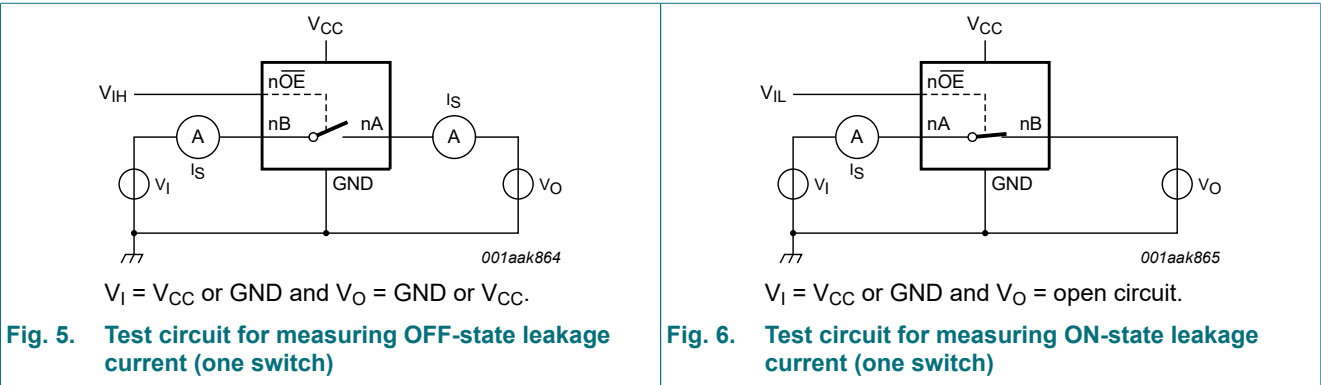 VCC
VIH
nOE
IS
nB
nA
A
A
IS
VI
GND
VO
001aak864
VI = VCC or GND and VO = GND or VCC.
Fig. 5. Test circuit for measuring OFF-state leakage
current (one switch)
VCC
VIL
nOE
nA
nB
A
IS
VI
GND
VO
001aak865
VI = VCC or GND and VO = open circuit.
Fig. 6. Test circuit for measuring ON-state leakage
current (one switch)